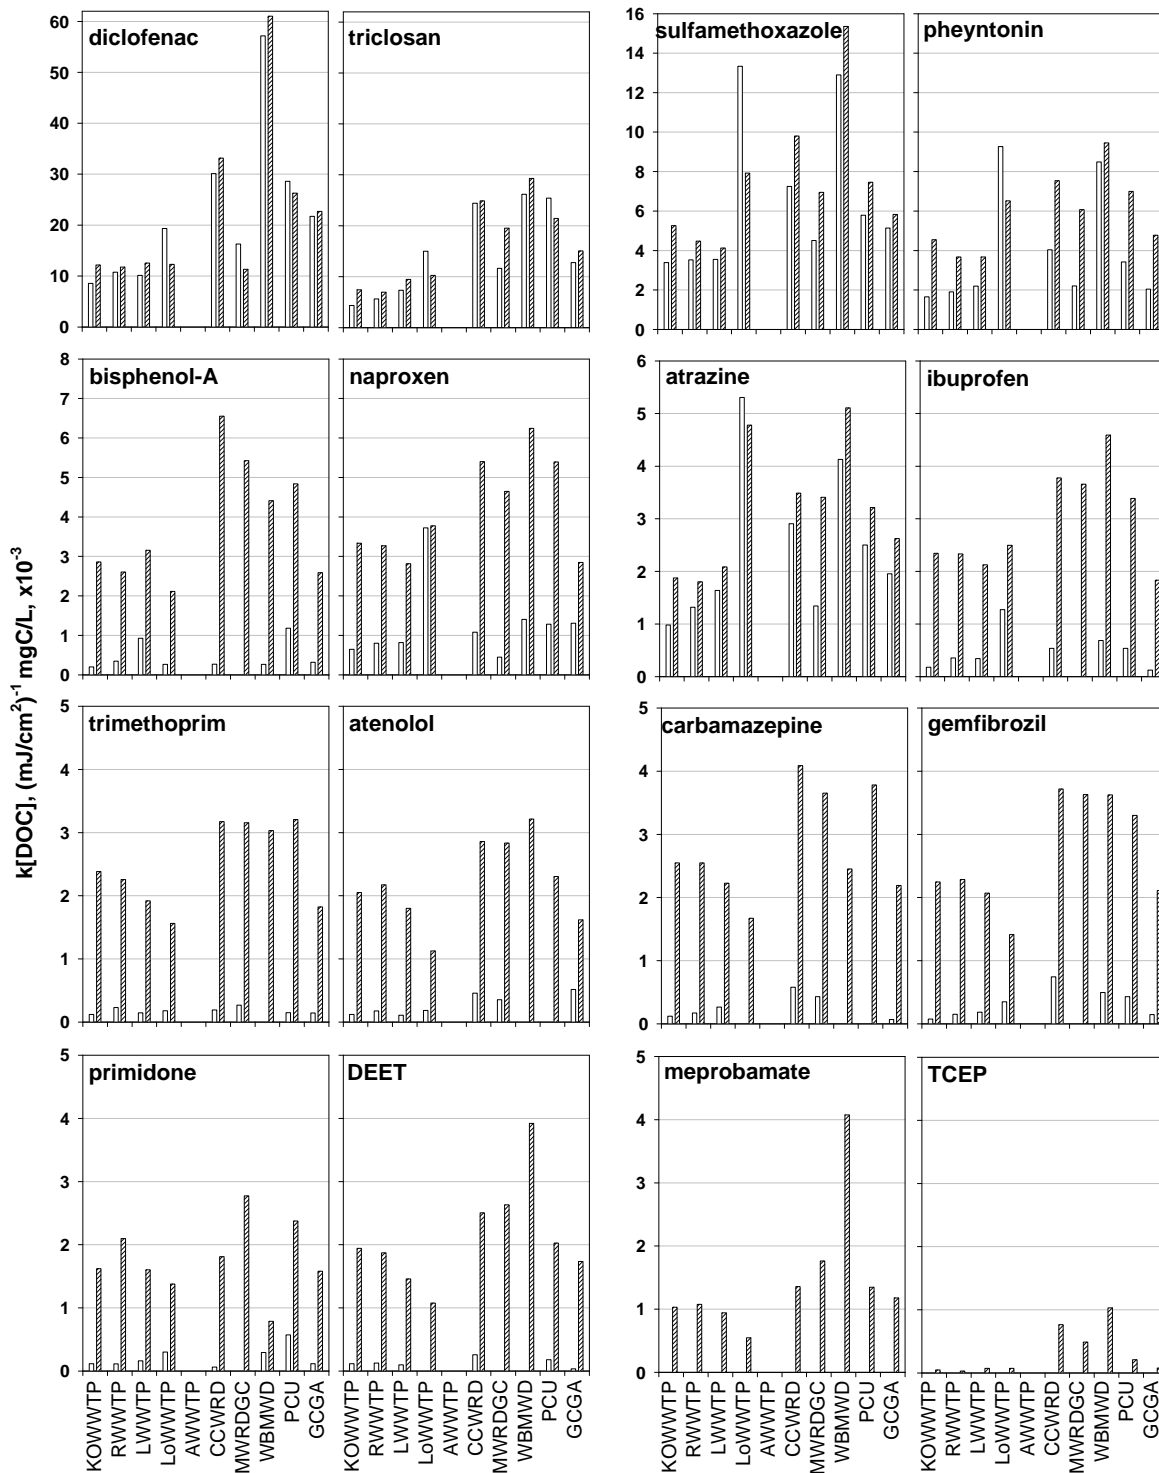 k[DOC], (mJ/cm²)⁻¹ mgC/L, x10⁻³
diclofenac
60
50
40
30
20
10
0
triclosan
sulfamethoxazole
16
14
12
10
8
6
4
2
0
pheyntonin
bisphenol-A
8
7
6
5
4
3
2
1
0
naproxen
atrazine
6
5
4
3
2
1
0
ibuprofen
trimethoprim
5
4
3
2
1
0
atenolol
carbamazepine
5
4
3
2
1
0
gemfibrozil
primidone
5
4
3
2
1
0
DEET
meprobamate
5
4
3
2
1
0
TCEP
KOWWTP
RWWTP
LWWTP
LoWWTP
AWWTP
CCWRD
MWRDGC
WBMWD
PCU
GCGA
KOWWTP
RWWTP
LWWTP
LoWWTP
AWWTP
CCWRD
MWRDGC
WBMWD
PCU
GCGA
KOWWTP
RWWTP
LWWTP
LoWWTP
AWWTP
CCWRD
MWRDGC
WBMWD
PCU
GCGA
KOWWTP
RWWTP
LWWTP
LoWWTP
AWWTP
CCWRD
MWRDGC
WBMWD
PCU
GCGA